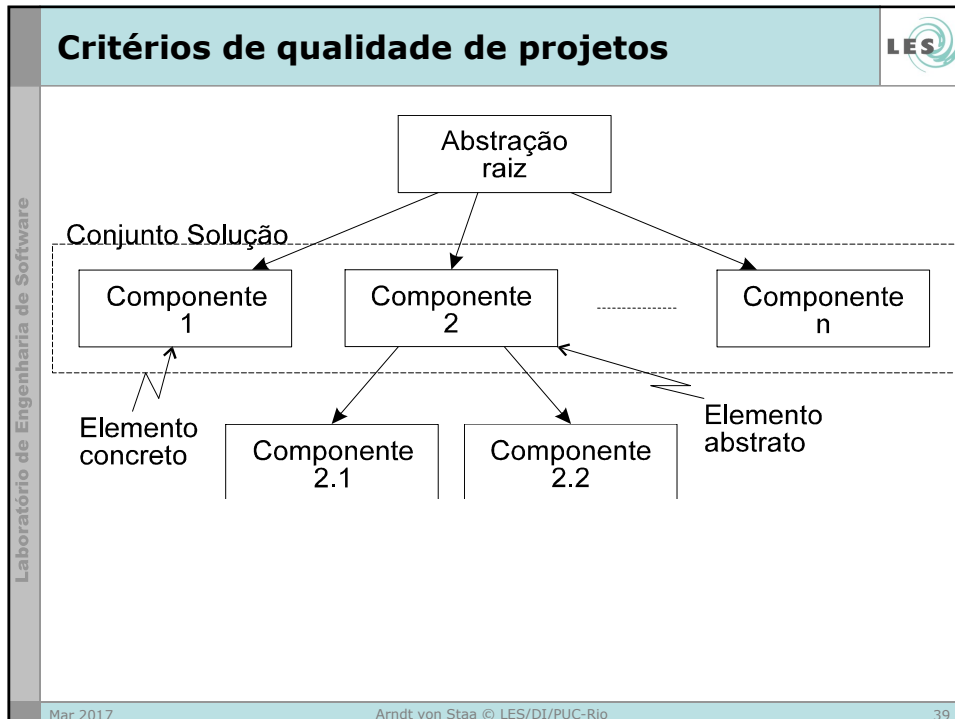 Critérios de qualidade de projetos
LES
Laboratório de Engenharia de Software
Abstração
raiz
Conjunto Solução
Componente
1
Componente
2
Componente
n
Elemento
concreto
Elemento
abstrato
Componente
2.1
Componente
2.2
Mar 2017
Arndt von Staa © LES/DI/PUC-Rio
39